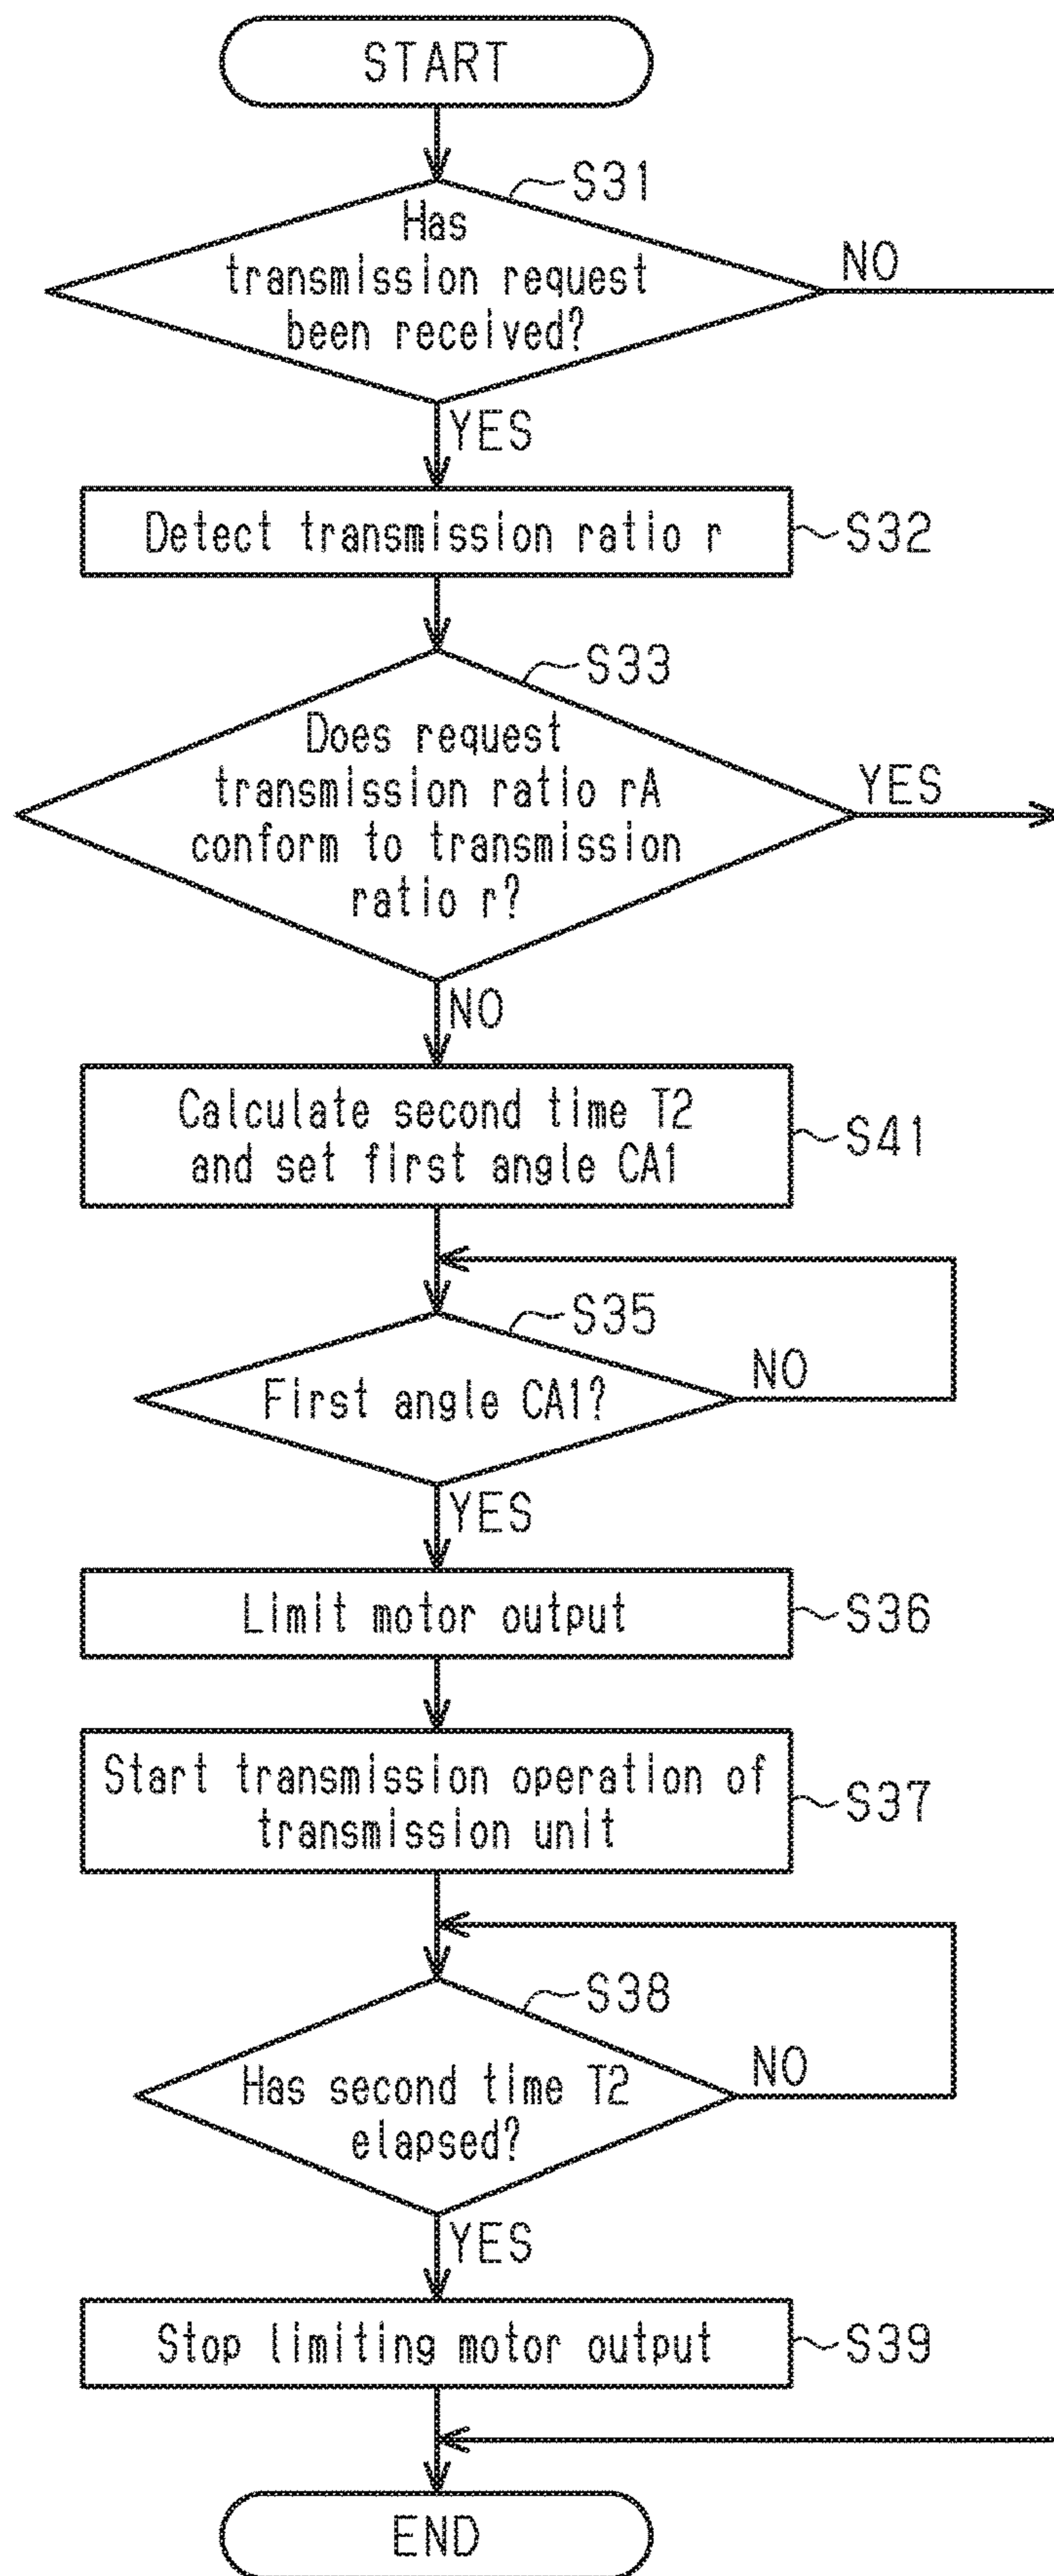 START
S31
Has
transmission request
been received?
NO
YES
Detect transmission ratio r
S32
S33
Does request
transmission ratio rA
conform to transmission
ratio r?
YES
NO
Calculate second time T2
and set first angle CA1
S41
S35
First angle CA1?
NO
YES
Limit motor output
S36
Start transmission operation of
transmission unit
S37
S38
Has second time T2
elapsed?
NO
YES
Stop limiting motor output
S39
END